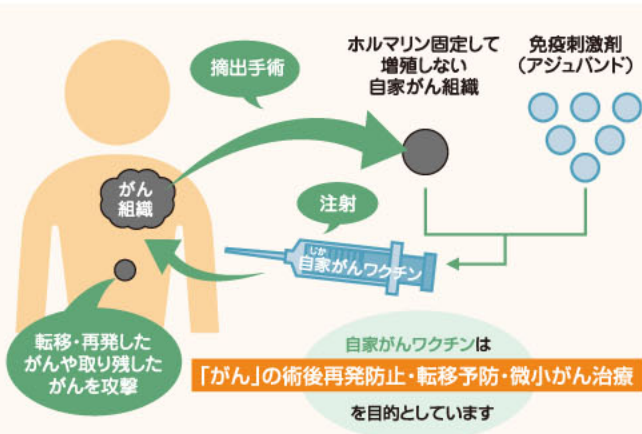 摘出手術
ホルマリン固定して
増殖しない
自家がん組織
免疫刺激剤
（アジュバンド）
がん
組織
注射
じか
自家がんワクチン
転移・再発した
がんや取り残した
がんを攻撃
自家がんワクチンは
「がん」の術後再発防止・転移予防・微小がん治療
を目的としています